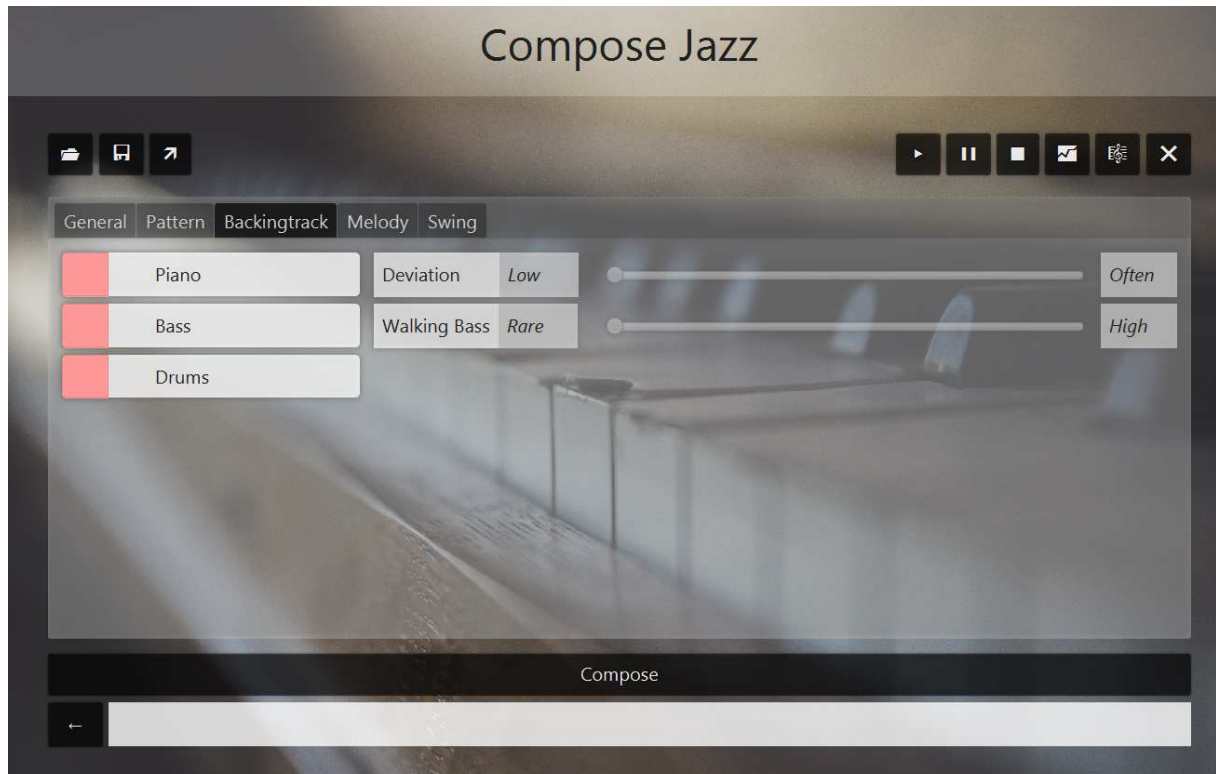 Compose Jazz
General Pattern Backingtrack Melody Swing
Piano Deviation Low Often
Bass Walking Bass Rare High
Drums
Compose